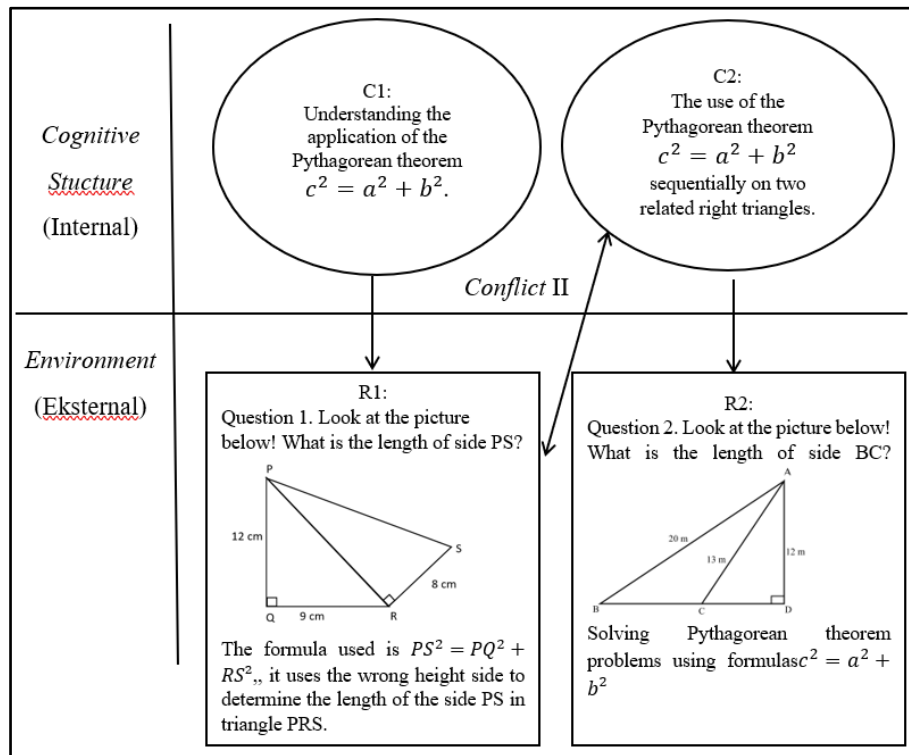 Cognitive
Stucture
(Internal)
C1:
Understanding the
application of the
Pythagorean theorem
c² = a² + b².
C2:
The use of the
Pythagorean theorem
c² = a² + b²
sequentially on two
related right triangles.
Conflict II
Environment
(Eksternal)
R1:
Question 1. Look at the picture
below! What is the length of side PS?
P
12 cm
S
8 cm
Q
9 cm
R
The formula used is PS² = PQ² +
RS²,, it uses the wrong height side to
determine the length of the side PS in
triangle PRS.
R2:
Question 2. Look at the picture below!
What is the length of side BC?
A
20 m
13 m
12 m
B
C
D
Solving Pythagorean theorem
problems using formulasc² = a² +
b²